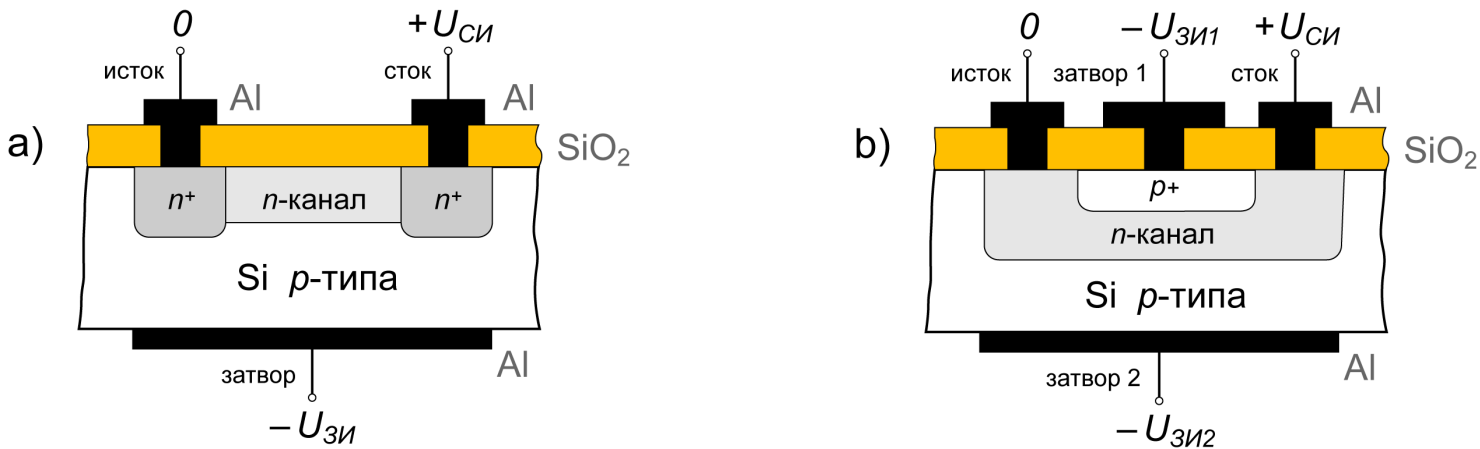 а)
0
+ U_СИ
исток
сток
Al
Al
SiO₂
n⁺
n-канал
n⁺
Si p-типа
затвор
Al
– U_ЗИ
b)
0
– U_ЗИ1
+ U_СИ
исток
затвор 1
сток
Al
SiO₂
p+
n-канал
Si p-типа
затвор 2
Al
– U_ЗИ2